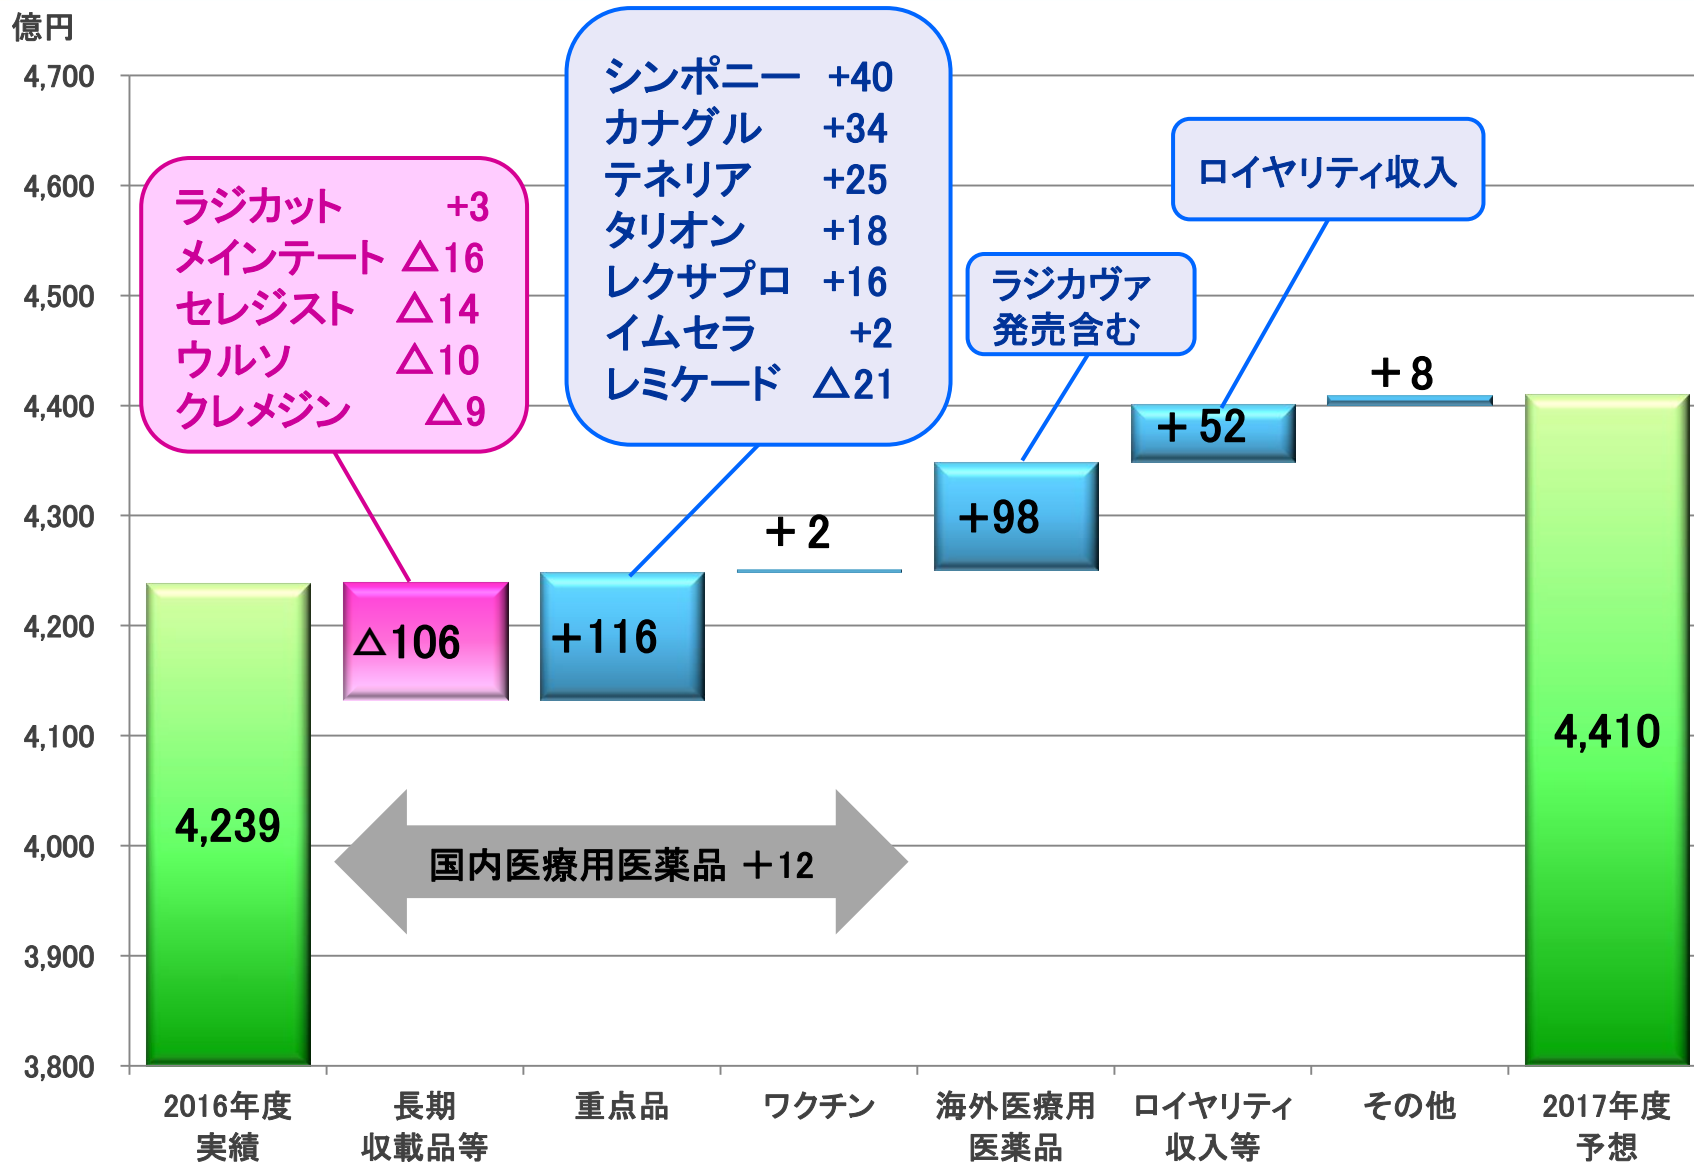 億円
4,700
4,600
4,500
4,400
4,300
4,200
4,100
4,000
3,900
3,800
ラジカット +3
メインテート △16
セレジスト △14
ウルソ △10
クレメジン △9
シンポニー +40
カナグル +34
テネリア +25
タリオン +18
レクサプロ +16
イムセラ +2
レミケード △21
ラジカヴァ
発売含む
ロイヤリティ収入
4,239
△106
＋116
＋2
＋98
＋52
＋8
4,410
国内医療用医薬品 ＋12
2016年度
実績
長期
収載品等
重点品
ワクチン
海外医療用
医薬品
ロイヤリティ
収入等
その他
2017年度
予想